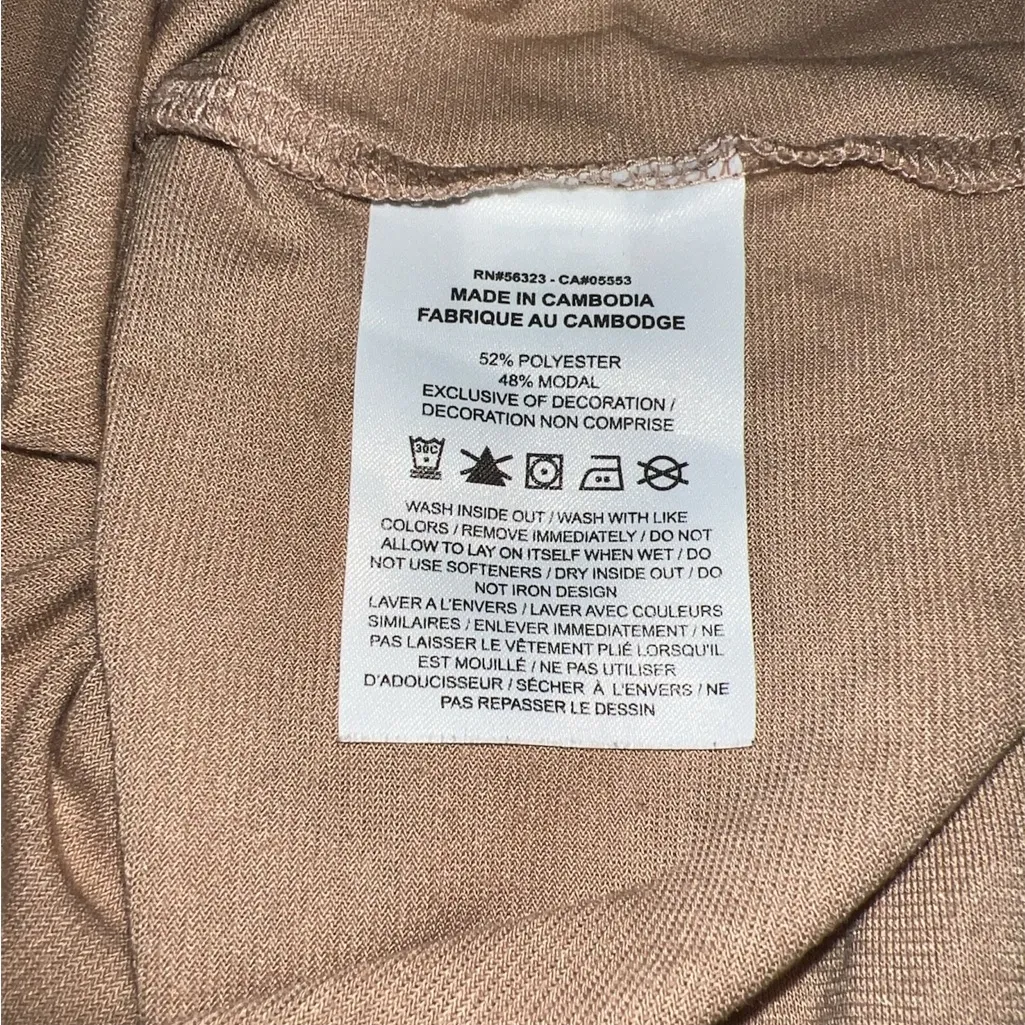 RN#56323 - CA#05553
MADE IN CAMBODIA
FABRIQUE AU CAMBODGE
52% POLYESTER
48% MODAL
EXCLUSIVE OF DECORATION /
DECORATION NON COMPRISE
30C
WASH INSIDE OUT / WASH WITH LIKE
COLORS / REMOVE IMMEDIATELY / DO NOT
ALLOW TO LAY ON ITSELF WHEN WET / DO
NOT USE SOFTENERS / DRY INSIDE OUT / DO
NOT IRON DESIGN
LAVER A L'ENVERS / LAVER AVEC COULEURS
SIMILAIRES / ENLEVER IMMEDIATEMENT / NE
PAS LAISSER LE VÊTEMENT PLIÉ LORSQU'IL
EST MOUILLÉ / NE PAS UTILISER
D'ADOUCISSEUR / SÉCHER À L'ENVERS / NE
PAS REPASSER LE DESSIN